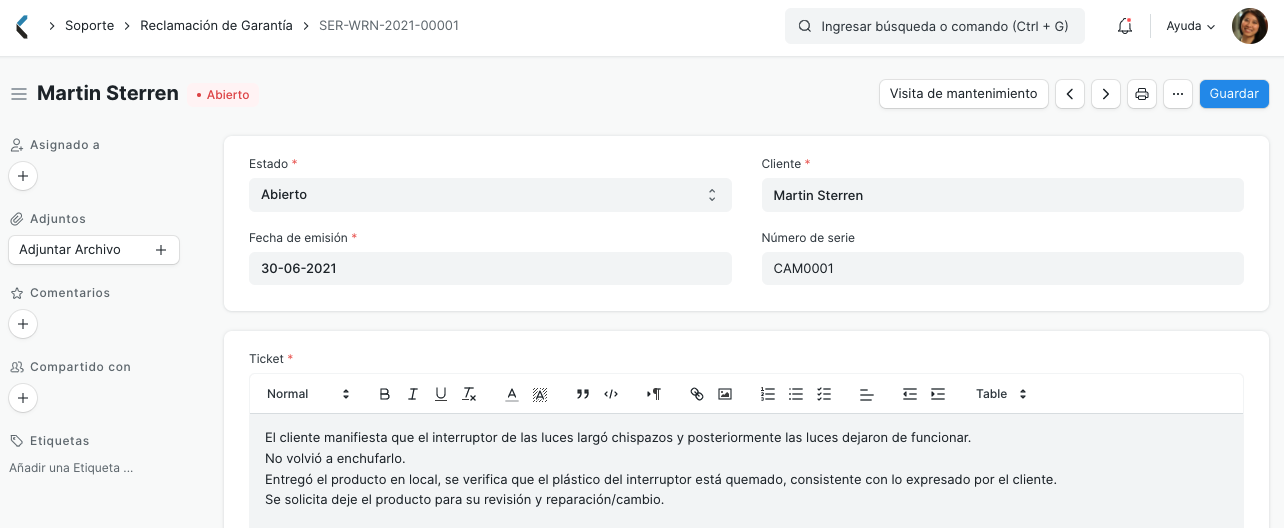 Soporte
Reclamación de Garantía
SER-WRN-2021-00001
Ingresar búsqueda o comando (Ctrl + G)
Ayuda
Martin Sterren
Abierto
Visita de mantenimiento
Guardar
Asignado a
Adjuntos
Adjuntar Archivo
Comentarios
Compartido con
Etiquetas
Añadir una Etiqueta ...
Estado *
Abierto
Cliente *
Martin Sterren
Fecha de emisión *
30-06-2021
Número de serie
CAM0001
Ticket *
Normal
Table
El cliente manifiesta que el interruptor de las luces largó chispazos y posteriormente las luces dejaron de funcionar.
No volvió a enchufarlo.
Entregó el producto en local, se verifica que el plástico del interruptor está quemado, consistente con lo expresado por el cliente.
Se solicita deje el producto para su revisión y reparación/cambio.